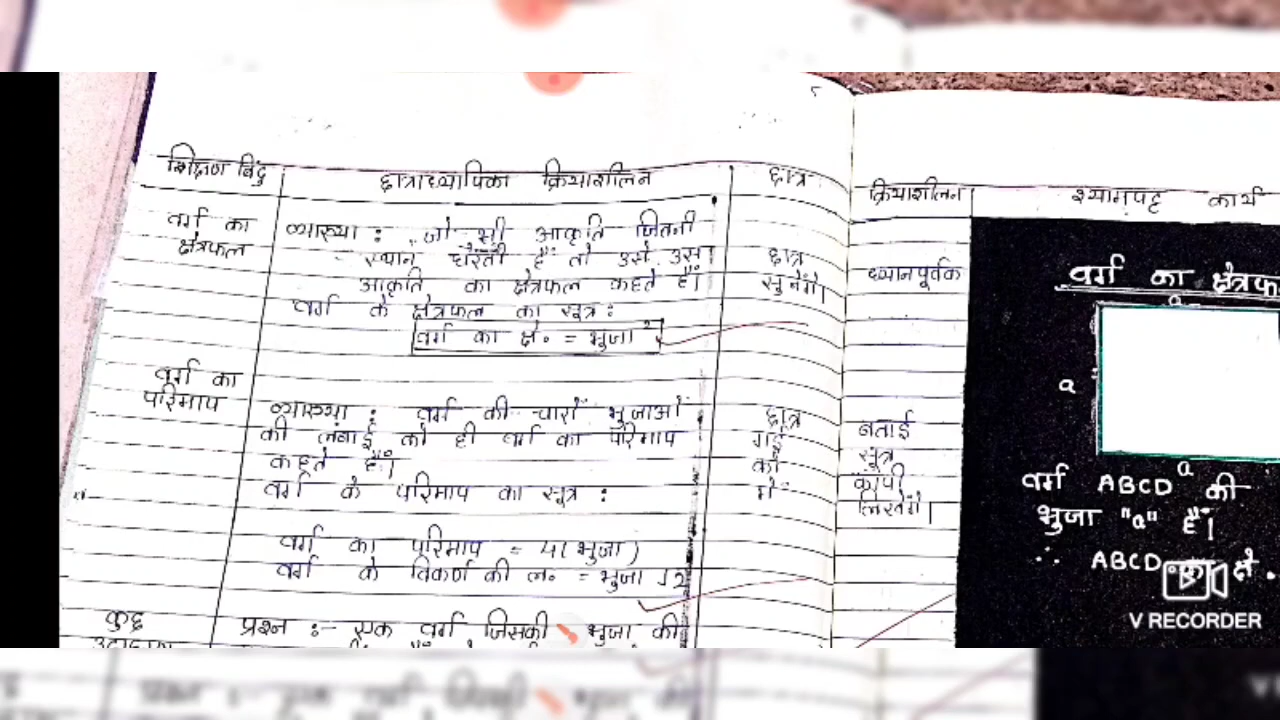 शिक्षण बिंदु
छात्राध्यापिका क्रियाशीलन
छात्र
क्रियाशीलन
श्यामपट्ट कार्य
वर्ग का
क्षेत्रफल
व्याख्या : जो भी आकृति जितनी
स्थान घेरती है तो उसे उस
आकृति का क्षेत्रफल कहते हैं।
वर्ग के क्षेत्रफल का सूत्र :
वर्ग का क्षे० = भुजा²
छात्र
सुनेंगे।
ध्यानपूर्वक
वर्ग का
परिमाप
व्याख्या : वर्ग की चारों भुजाओं
की लंबाई को ही वर्ग का परिमाप
कहते हैं।
वर्ग के परिमाप का सूत्र :
वर्ग का परिमाप = 4(भुजा)
वर्ग के विकर्ण की ल० = भुजा √2
छात्र
गई
को
में
बताई
सूत्र
कॉपी
लिखेंगे।
कुछ
प्रश्न :- एक वर्ग जिसकी भुजा की
वर्ग का
a
a
a
वर्ग ABCD की
भुजा "a" है।
∴ ABCD का क्षे.
V RECORDER